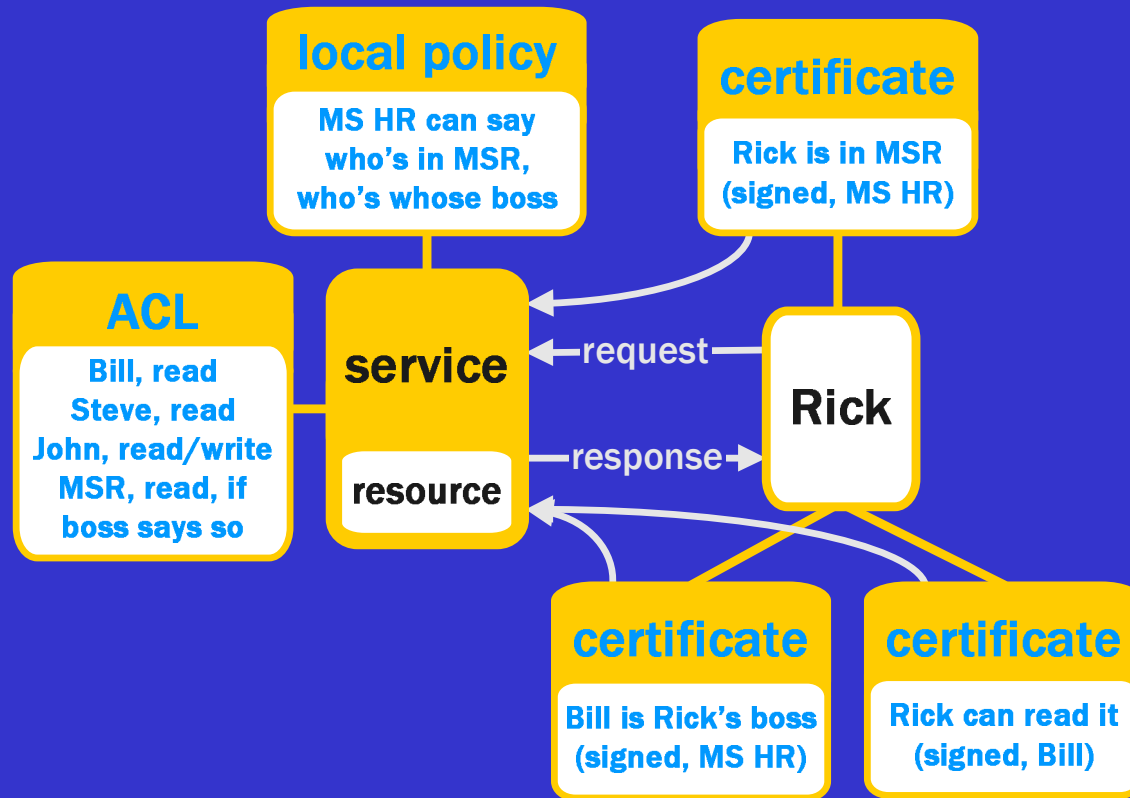 local policy
MS HR can say
who's in MSR,
who's whose boss
certificate
Rick is in MSR
(signed, MS HR)
ACL
Bill, read
Steve, read
John, read/write
MSR, read, if
boss says so
service
resource
request
response
Rick
certificate
Bill is Rick's boss
(signed, MS HR)
certificate
Rick can read it
(signed, Bill)